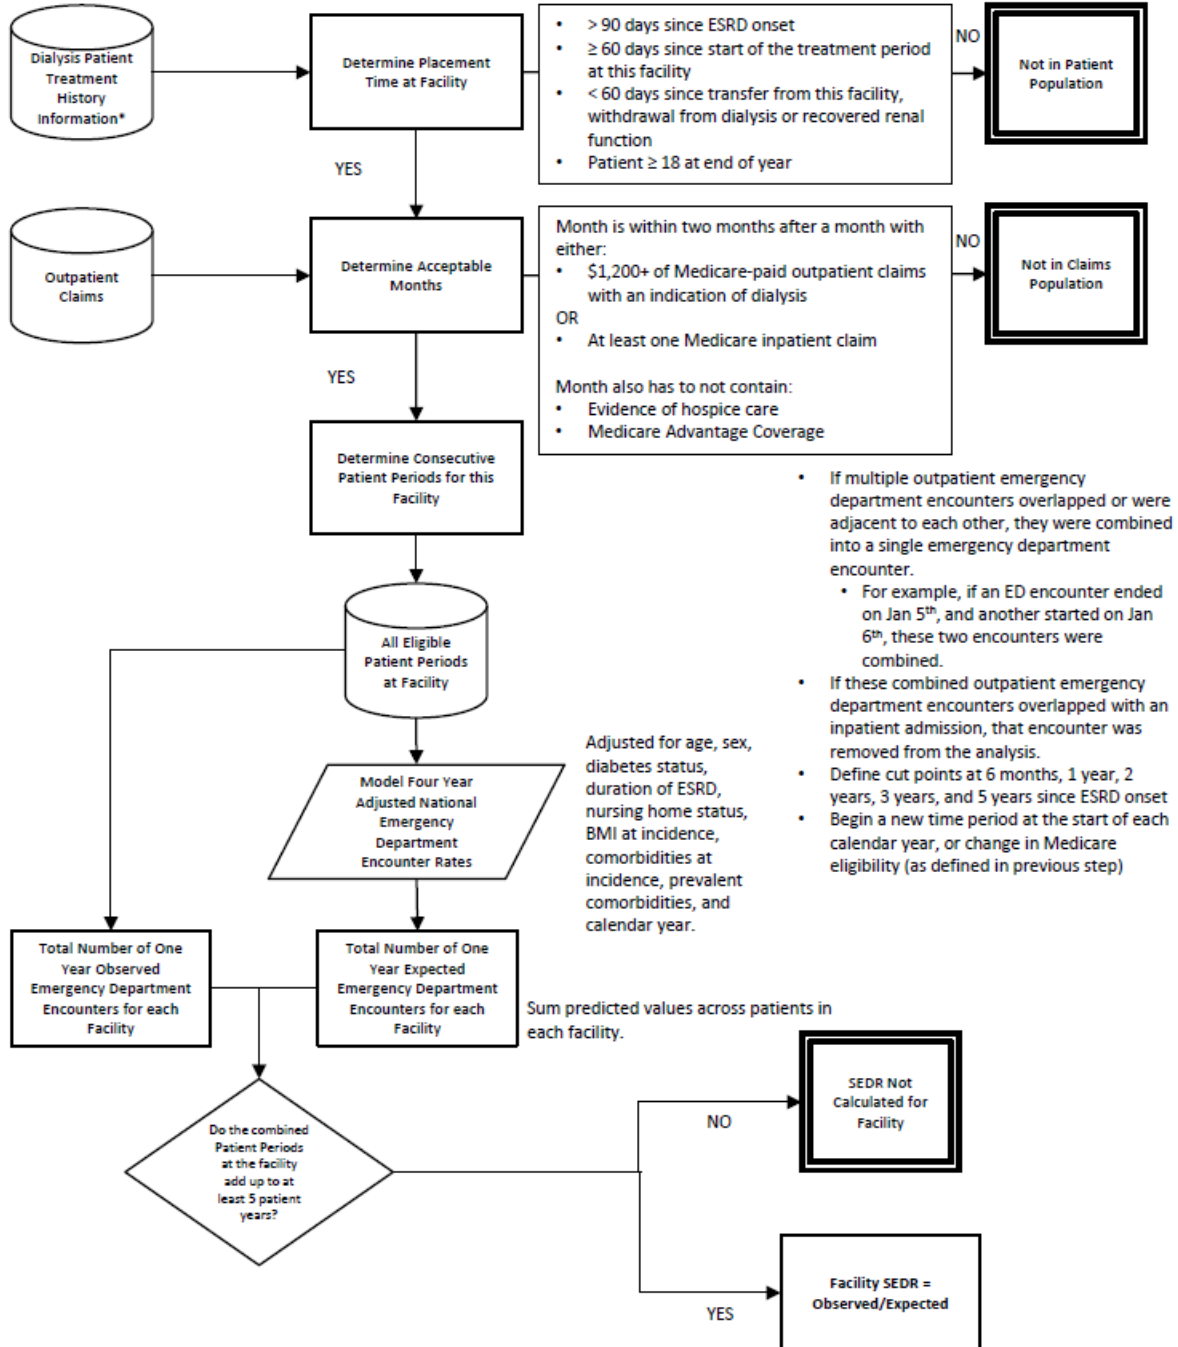 Dialysis Patient
Treatment
History
Information*
Determine Placement
Time at Facility
• > 90 days since ESRD onset
• ≥ 60 days since start of the treatment period
at this facility
• < 60 days since transfer from this facility,
withdrawal from dialysis or recovered renal
function
• Patient ≥ 18 at end of year
NO
Not in Patient
Population
YES
Outpatient
Claims
Determine Acceptable
Months
Month is within two months after a month with
either:
• $1,200+ of Medicare-paid outpatient claims
with an indication of dialysis
OR
• At least one Medicare inpatient claim
Month also has to not contain:
• Evidence of hospice care
• Medicare Advantage Coverage
NO
Not in Claims
Population
YES
Determine Consecutive
Patient Periods for this
Facility
• If multiple outpatient emergency
department encounters overlapped or were
adjacent to each other, they were combined
into a single emergency department
encounter.
• For example, if an ED encounter ended
on Jan 5th, and another started on Jan
6th, these two encounters were
combined.
• If these combined outpatient emergency
department encounters overlapped with an
inpatient admission, that encounter was
removed from the analysis.
• Define cut points at 6 months, 1 year, 2
years, 3 years, and 5 years since ESRD onset
• Begin a new time period at the start of each
calendar year, or change in Medicare
eligibility (as defined in previous step)
All Eligible
Patient Periods
at Facility
Model Four Year
Adjusted National
Emergency
Department
Encounter Rates
Adjusted for age, sex,
diabetes status,
duration of ESRD,
nursing home status,
BMI at incidence,
comorbidities at
incidence, prevalent
comorbidities, and
calendar year.
Total Number of One
Year Observed
Emergency Department
Encounters for each
Facility
Total Number of One
Year Expected
Emergency Department
Encounters for each
Facility
Sum predicted values across patients in
each facility.
Do the combined
Patient Periods
at the facility
add up to at
least 5 patient
years?
NO
SEDR Not
Calculated for
Facility
YES
Facility SEDR =
Observed/Expected